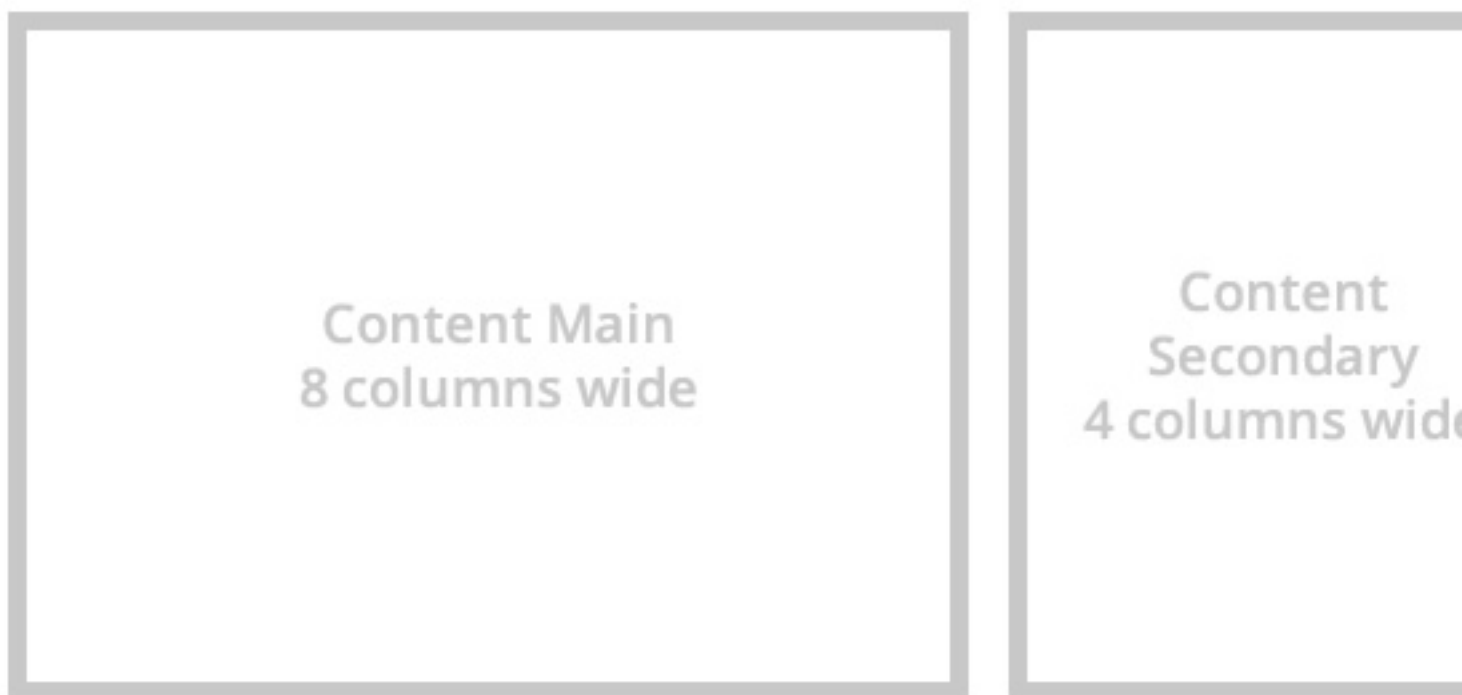 Content Main
8 columns wide
Content
Secondary
4 columns wide